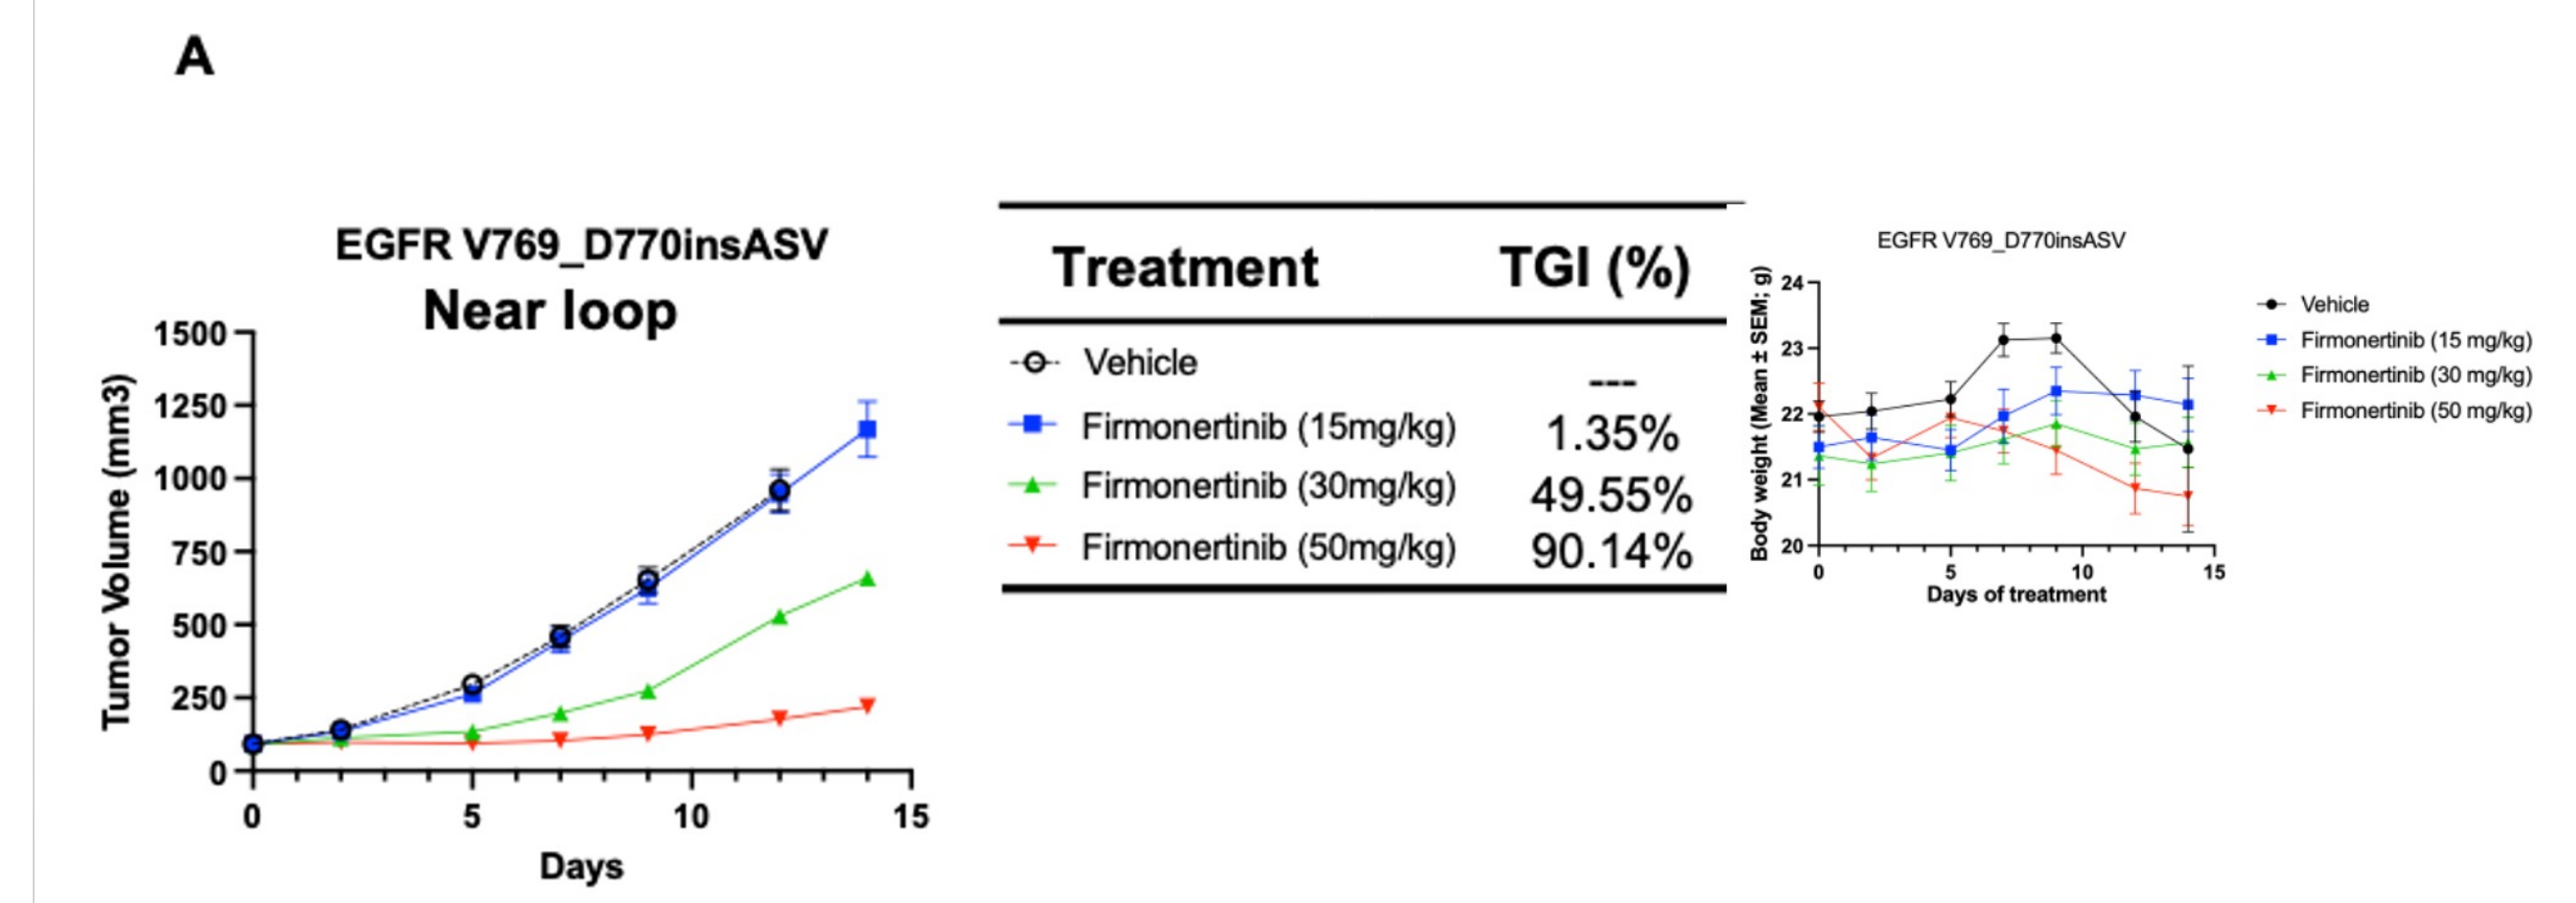 A
EGFR V769_D770insASV
Near loop
Tumor Volume (mm3)
1500
1250
1000
750
500
250
0
0 5 10 15
Days
Treatment TGI (%)
Vehicle ---
Firmonertinib (15mg/kg) 1.35%
Firmonertinib (30mg/kg) 49.55%
Firmonertinib (50mg/kg) 90.14%
EGFR V769_D770insASV
Body weight (Mean ± SEM; g)
24
23
22
21
20
0 5 10 15
Days of treatment
Vehicle
Firmonertinib (15 mg/kg)
Firmonertinib (30 mg/kg)
Firmonertinib (50 mg/kg)